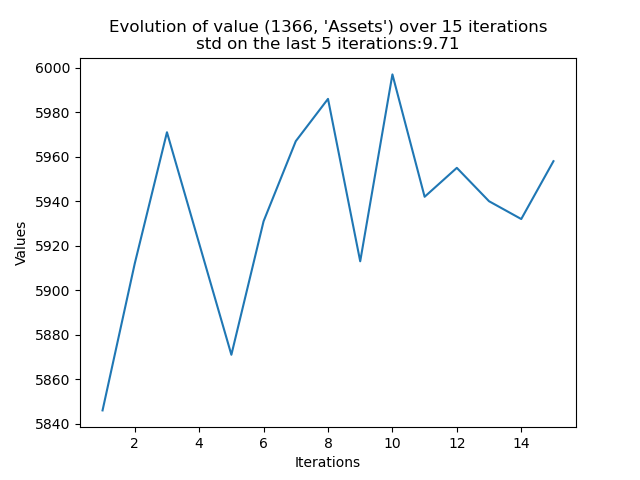 Evolution of value (1366, 'Assets') over 15 iterations
std on the last 5 iterations:9.71
6000
5980
5960
5940
5920
5900
5880
5860
5840
Values
2 4 6 8 10 12 14
Iterations